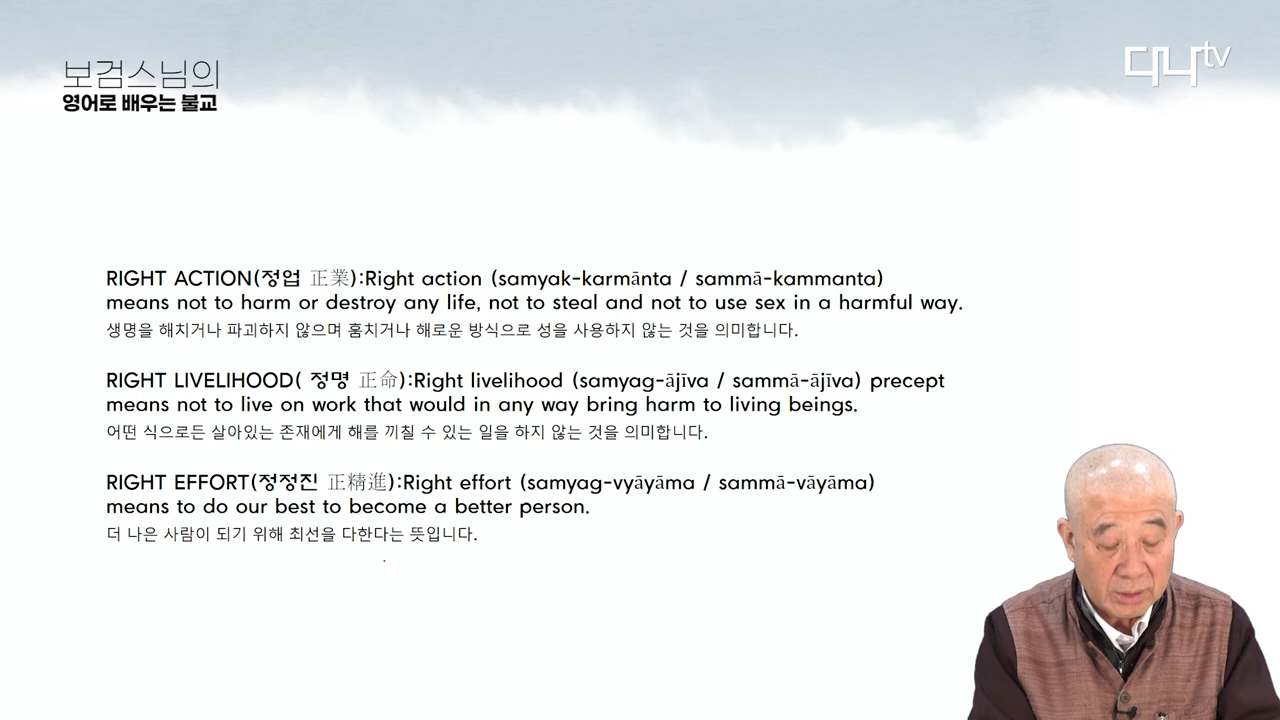 보검스님의
영어로 배우는 불교
디나tv
RIGHT ACTION(정업 正業):Right action (samyak-karmānta / sammā-kammanta)
means not to harm or destroy any life, not to steal and not to use sex in a harmful way.
생명을 해치거나 파괴하지 않으며 훔치거나 해로운 방식으로 성을 사용하지 않는 것을 의미합니다.
RIGHT LIVELIHOOD( 정명 正命):Right livelihood (samyag-ājīva / sammā-ājīva) precept
means not to live on work that would in any way bring harm to living beings.
어떤 식으로든 살아있는 존재에게 해를 끼칠 수 있는 일을 하지 않는 것을 의미합니다.
RIGHT EFFORT(정정진 正精進):Right effort (samyag-vyāyāma / sammā-vāyāma)
means to do our best to become a better person.
더 나은 사람이 되기 위해 최선을 다한다는 뜻입니다.